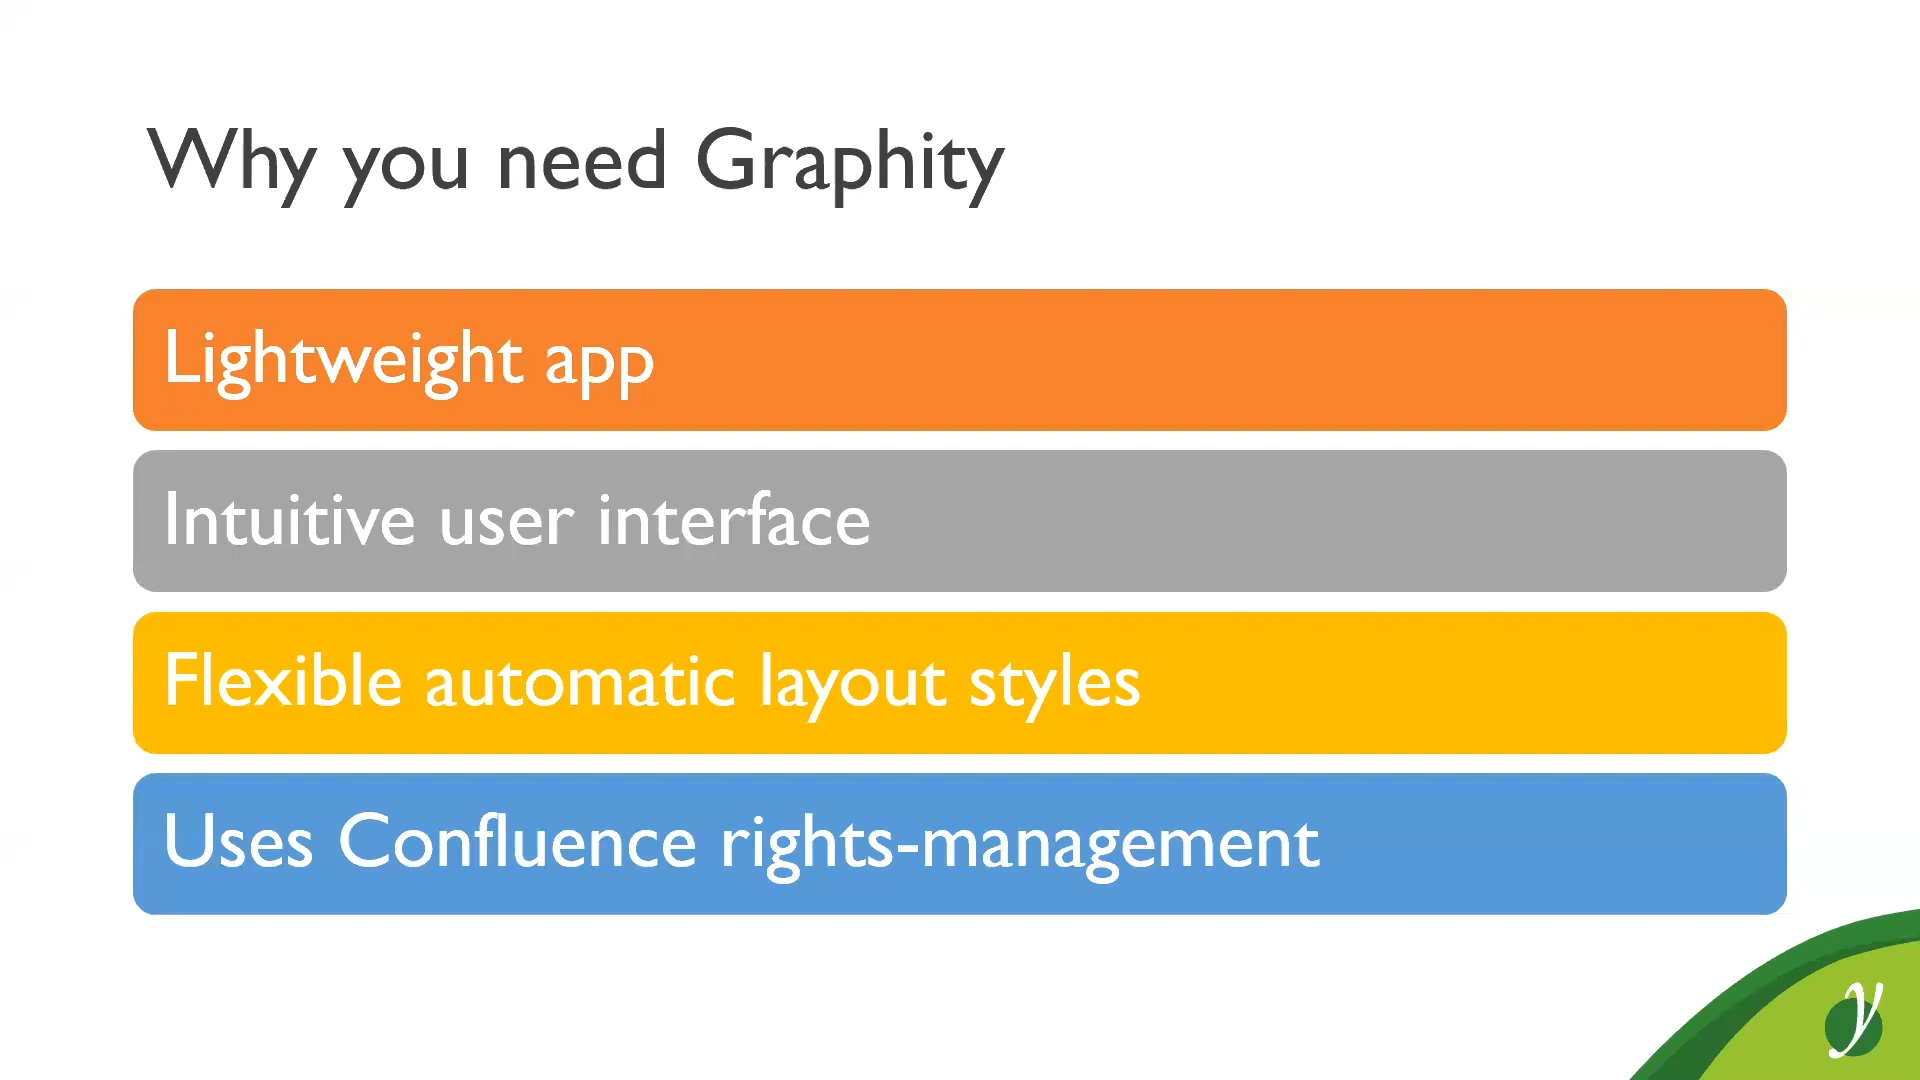 Why you need Graphity
Lightweight app
Intuitive user interface
Flexible automatic layout styles
Uses Confluence rights-management
y